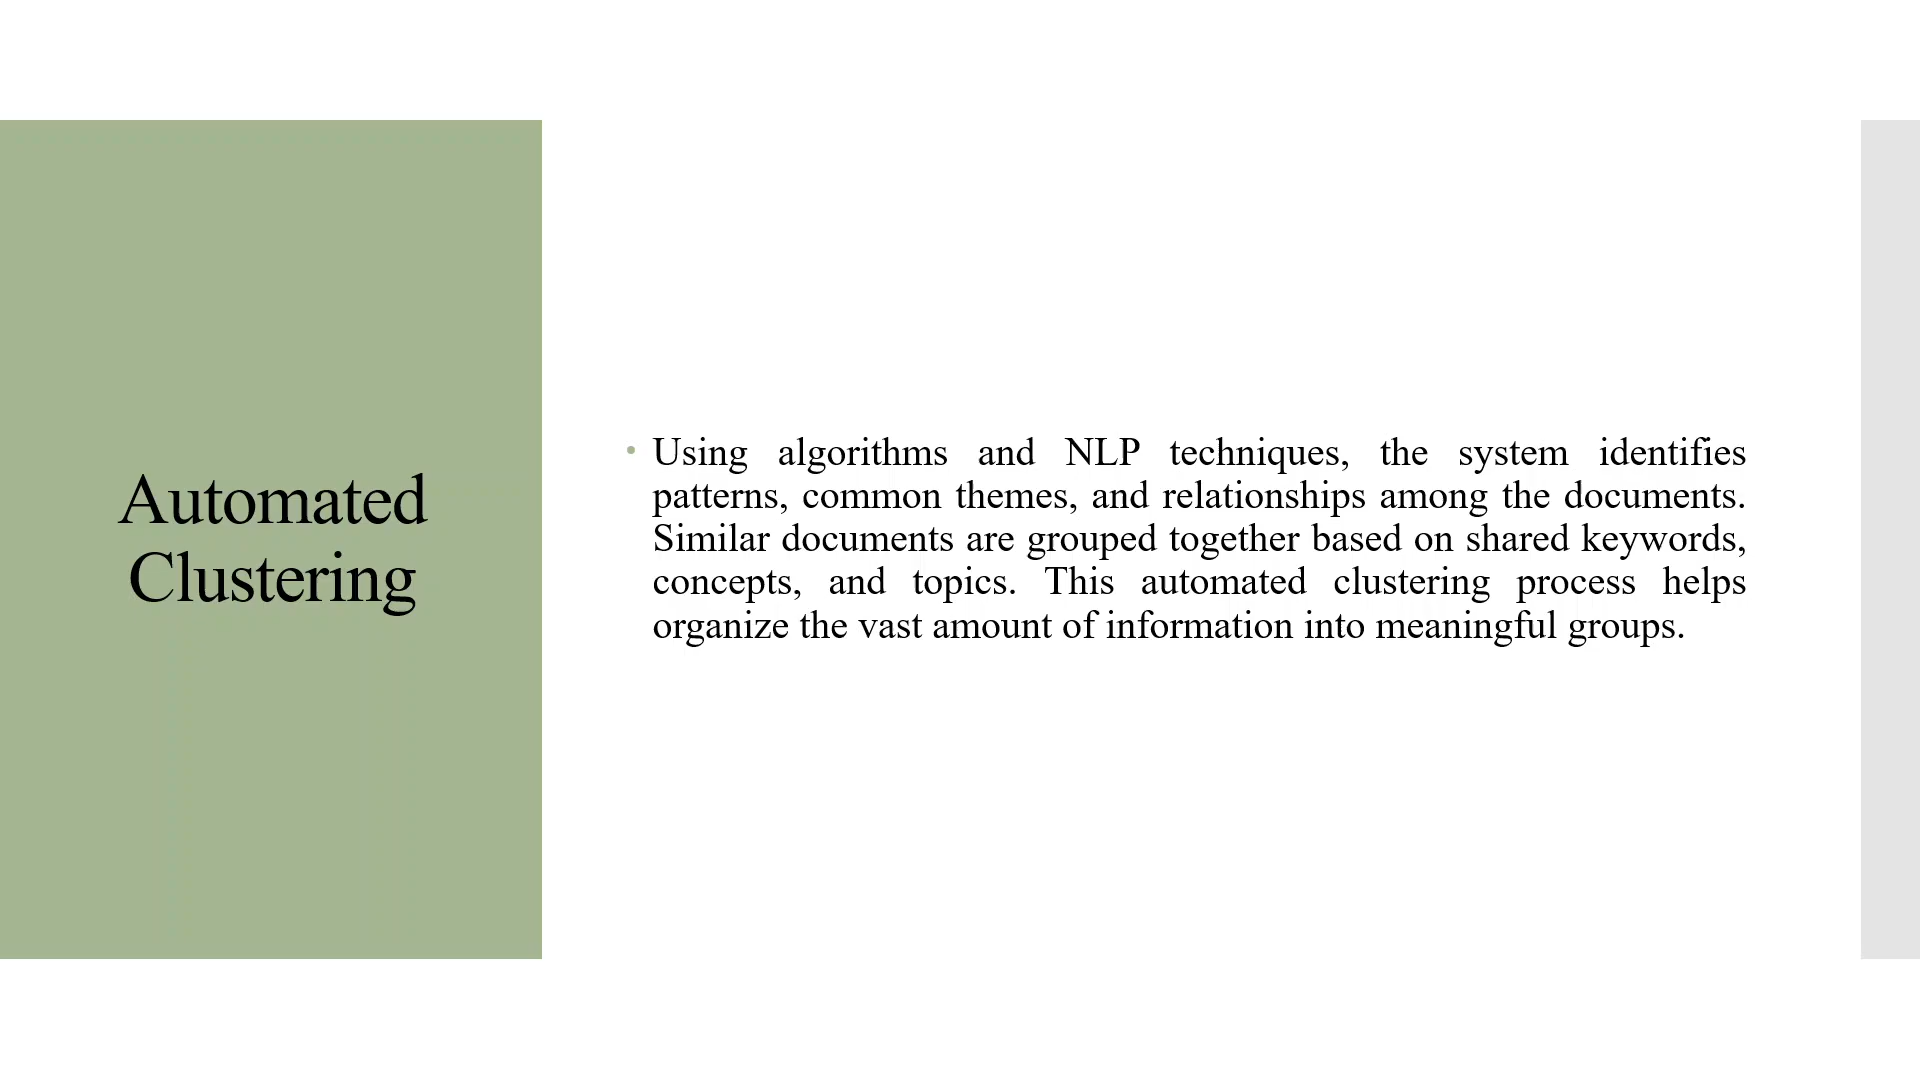 Automated
Clustering
• Using algorithms and NLP techniques, the system identifies
patterns, common themes, and relationships among the documents.
Similar documents are grouped together based on shared keywords,
concepts, and topics. This automated clustering process helps
organize the vast amount of information into meaningful groups.